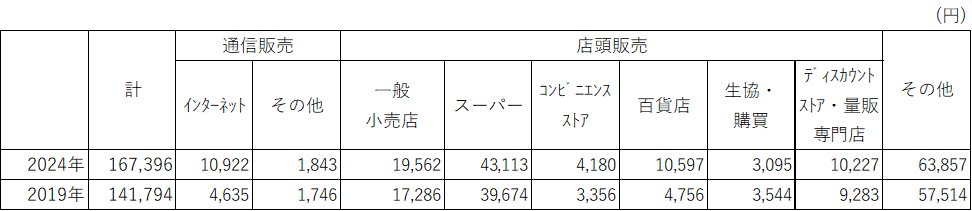 （円）
計 通信販売 店頭販売 その他
ｲﾝﾀｰﾈｯﾄ その他 一般小売店 スーパー ｺﾝﾋﾞﾆｴﾝｽストア 百貨店 生協・購買 ﾃﾞｨｽｶｳﾝﾄストア・量販専門店
2024年 167,396 10,922 1,843 19,562 43,113 4,180 10,597 3,095 10,227 63,857
2019年 141,794 4,635 1,746 17,286 39,674 3,356 4,756 3,544 9,283 57,514